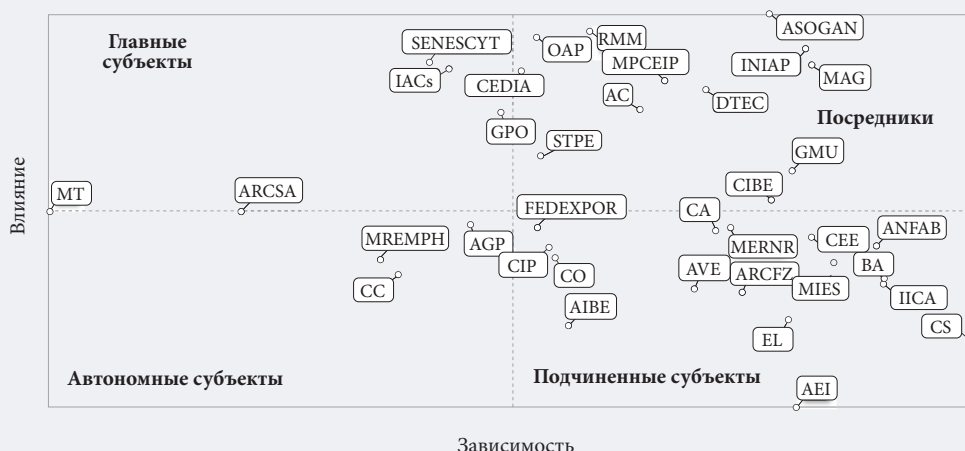 ASOGAN
Главные
субъекты
SENESCYT
OAP
RMM
MPCEIP
INIAP
MAG
IACs
CEDIA
AC
DTEC
GPO
STPE
Посредники
GMU
CIBE
Влияние
MT
ARCSA
FEDEXPOR
CA
MREMPH
AGP
CIP
CO
MERNR
CEE
ANFAB
CC
AVE
ARCFZ
MIES
BA
IICA
AIBE
EL
CS
Автономные субъекты
Подчиненные субъекты
AEI
Зависимость